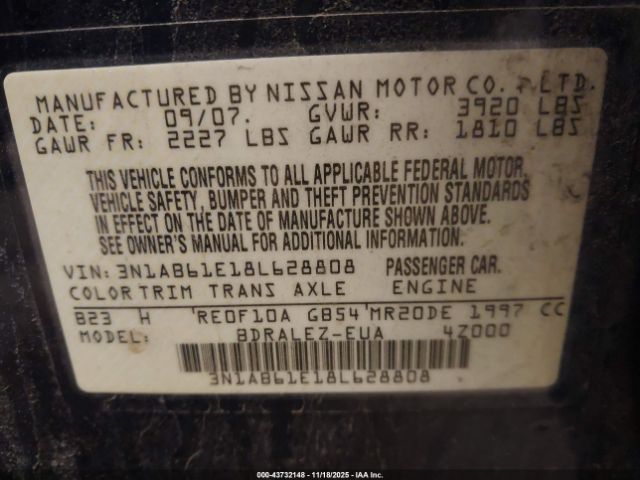 MANUFACTURED BY NISSAN MOTOR CO., LTD.
DATE: 09/07. GVWR: 3920 LBS
GAWR FR: 2227 LBS GAWR RR: 1810 LBS
THIS VEHICLE CONFORMS TO ALL APPLICABLE FEDERAL MOTOR
VEHICLE SAFETY, BUMPER AND THEFT PREVENTION STANDARDS
IN EFFECT ON THE DATE OF MANUFACTURE SHOWN ABOVE.
SEE OWNER'S MANUAL FOR ADDITIONAL INFORMATION.
VIN: 3N1AB61E18L628808 PASSENGER CAR.
COLOR TRIM TRANS AXLE ENGINE
B23 H RE0F10A GB54 MR20DE 1997 CC
MODEL: BDRALEZ-EUA 4Z000
3N1AB61E18L628808
000-43732148 - 11/18/2025 - IAA Inc.